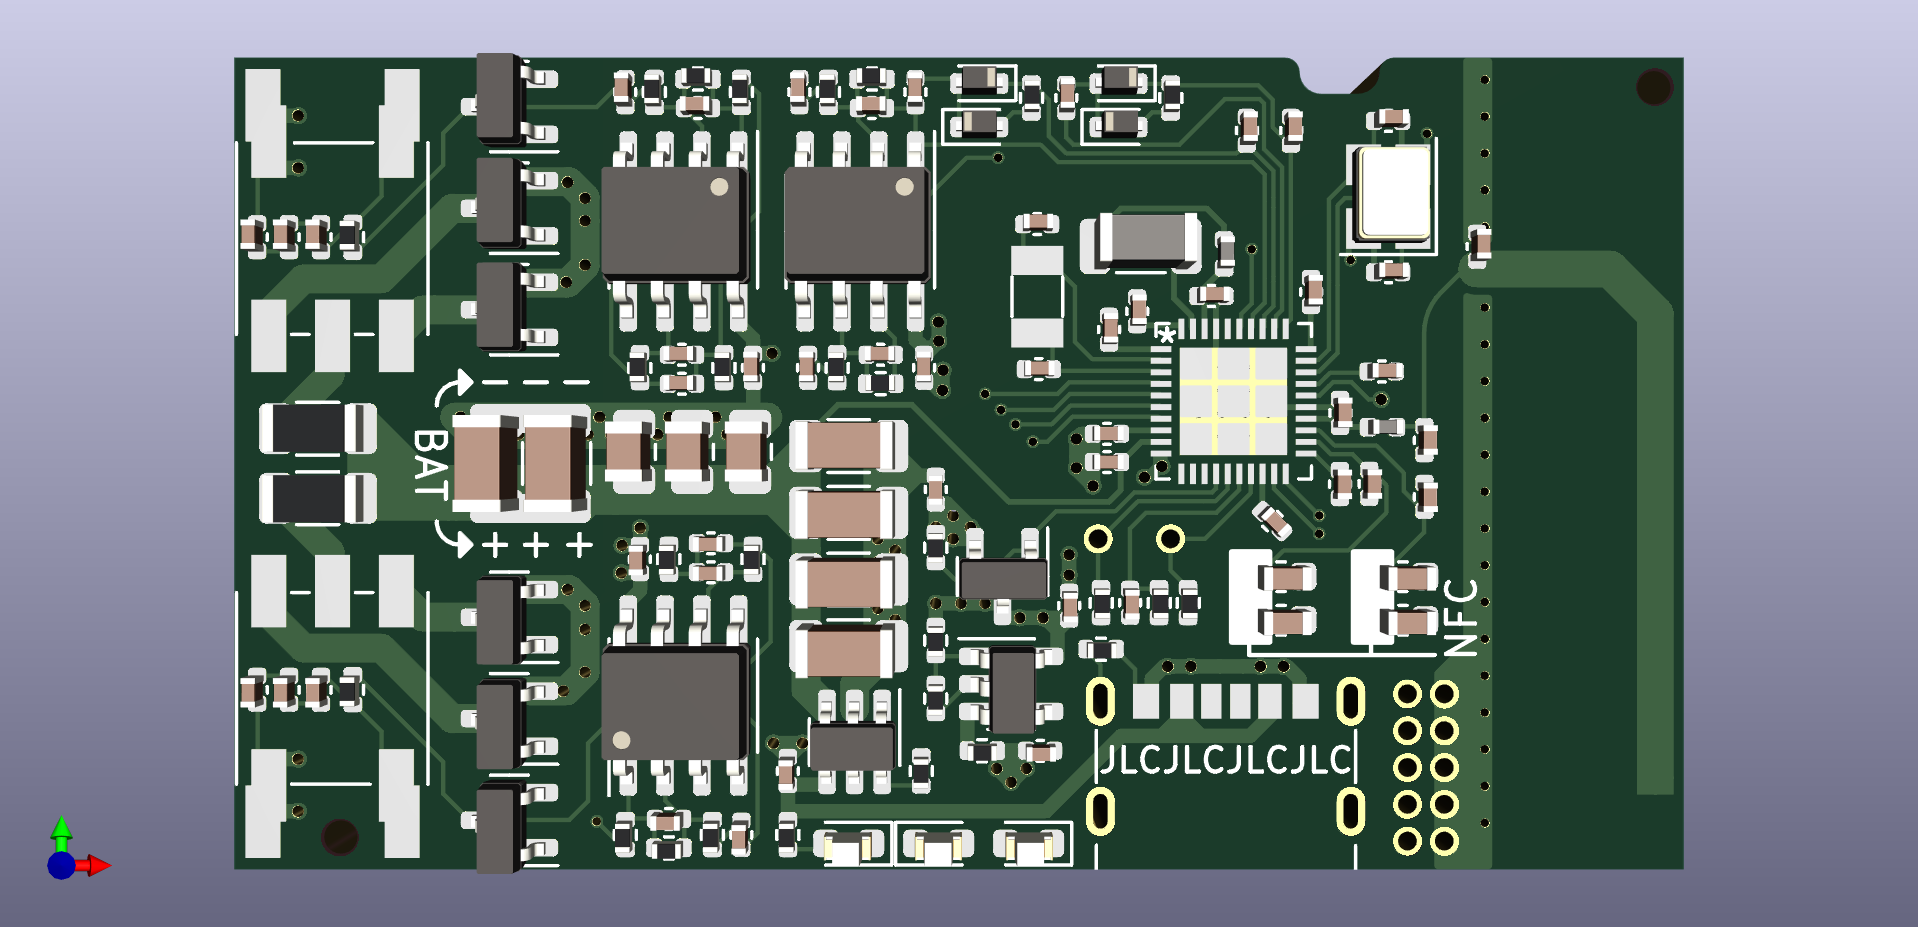 *
- - -
BAT
+ + +
NFC
JLCJLCJLCJLC